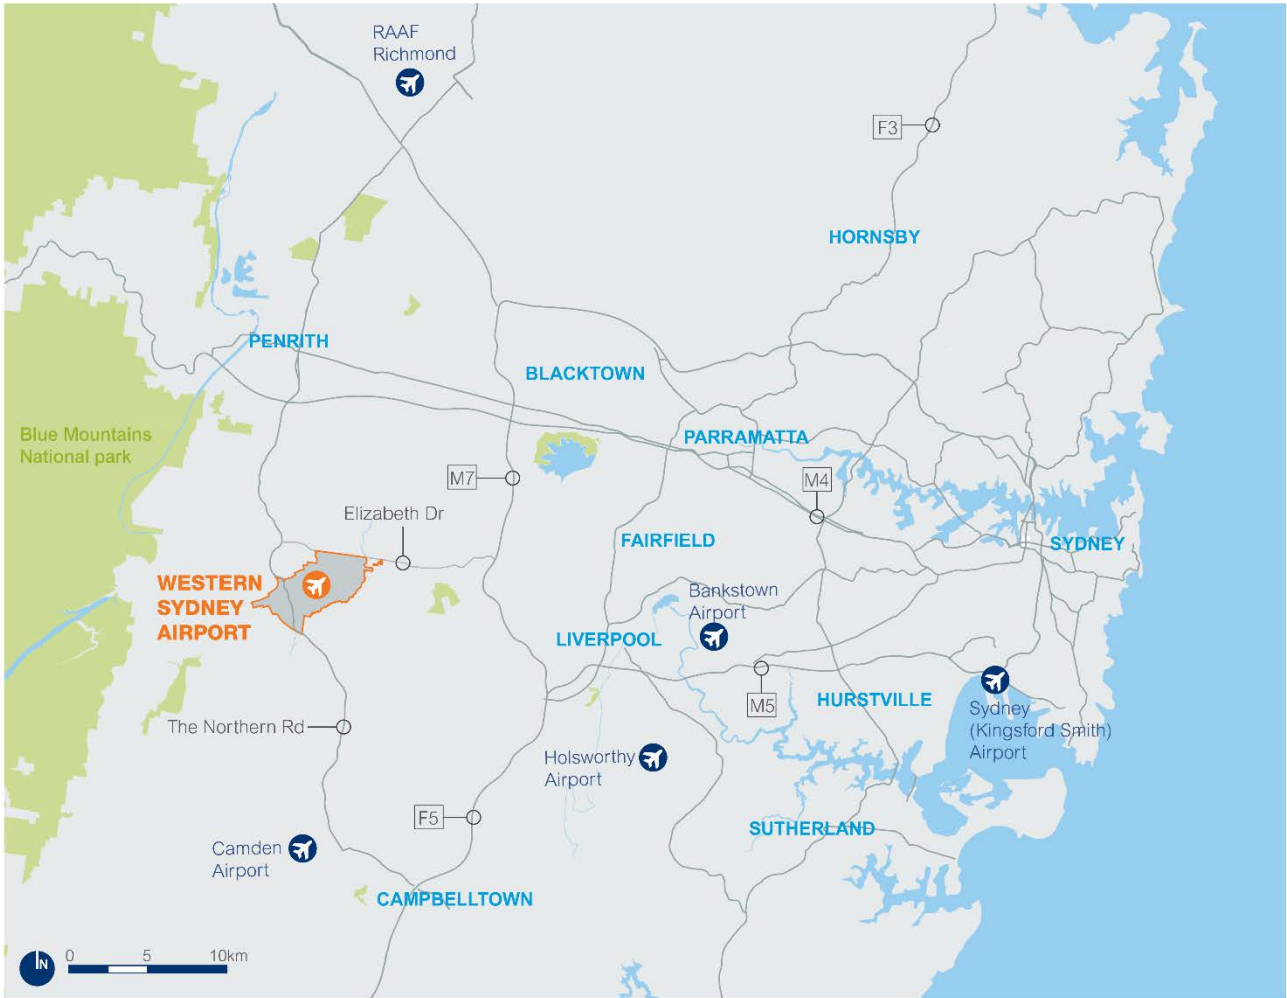 RAAF
Richmond
F3
HORNSBY
PENRITH
BLACKTOWN
Blue Mountains
National park
PARRAMATTA
M7
M4
Elizabeth Dr
FAIRFIELD
SYDNEY
WESTERN
SYDNEY
AIRPORT
Bankstown
Airport
LIVERPOOL
M5
HURSTVILLE
Sydney
(Kingsford Smith)
Airport
The Northern Rd
Holsworthy
Airport
F5
SUTHERLAND
Camden
Airport
CAMPBELLTOWN
N
0 5 10km